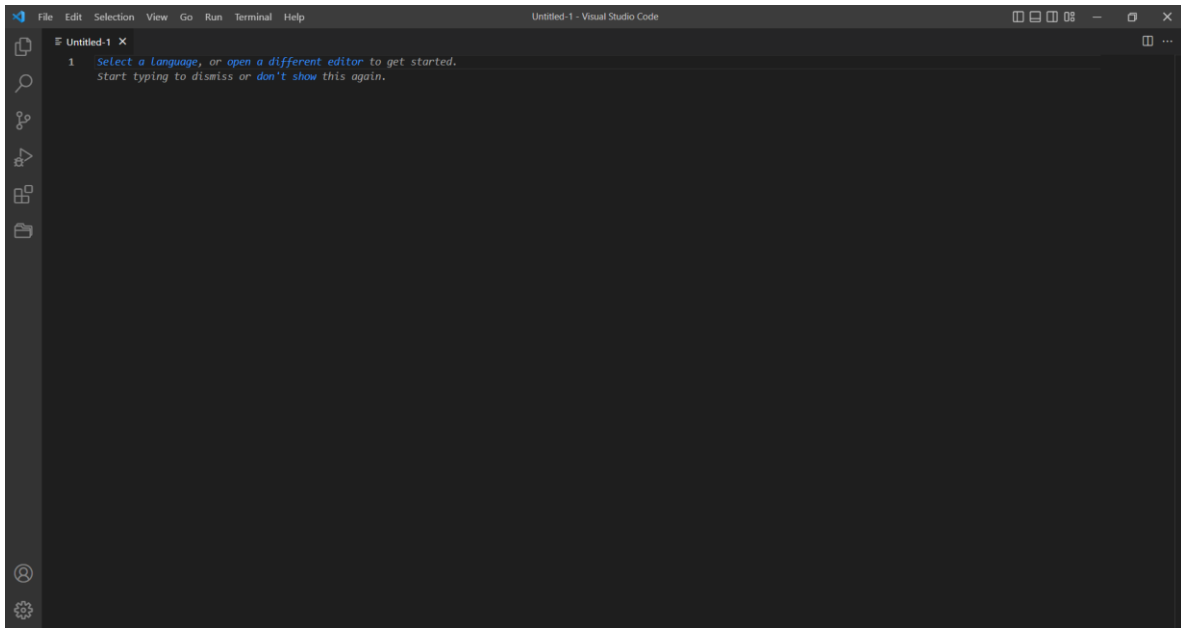 File Edit Selection View Go Run Terminal Help
Untitled-1 - Visual Studio Code
Untitled-1
1 Select a language, or open a different editor to get started.
Start typing to dismiss or don't show this again.